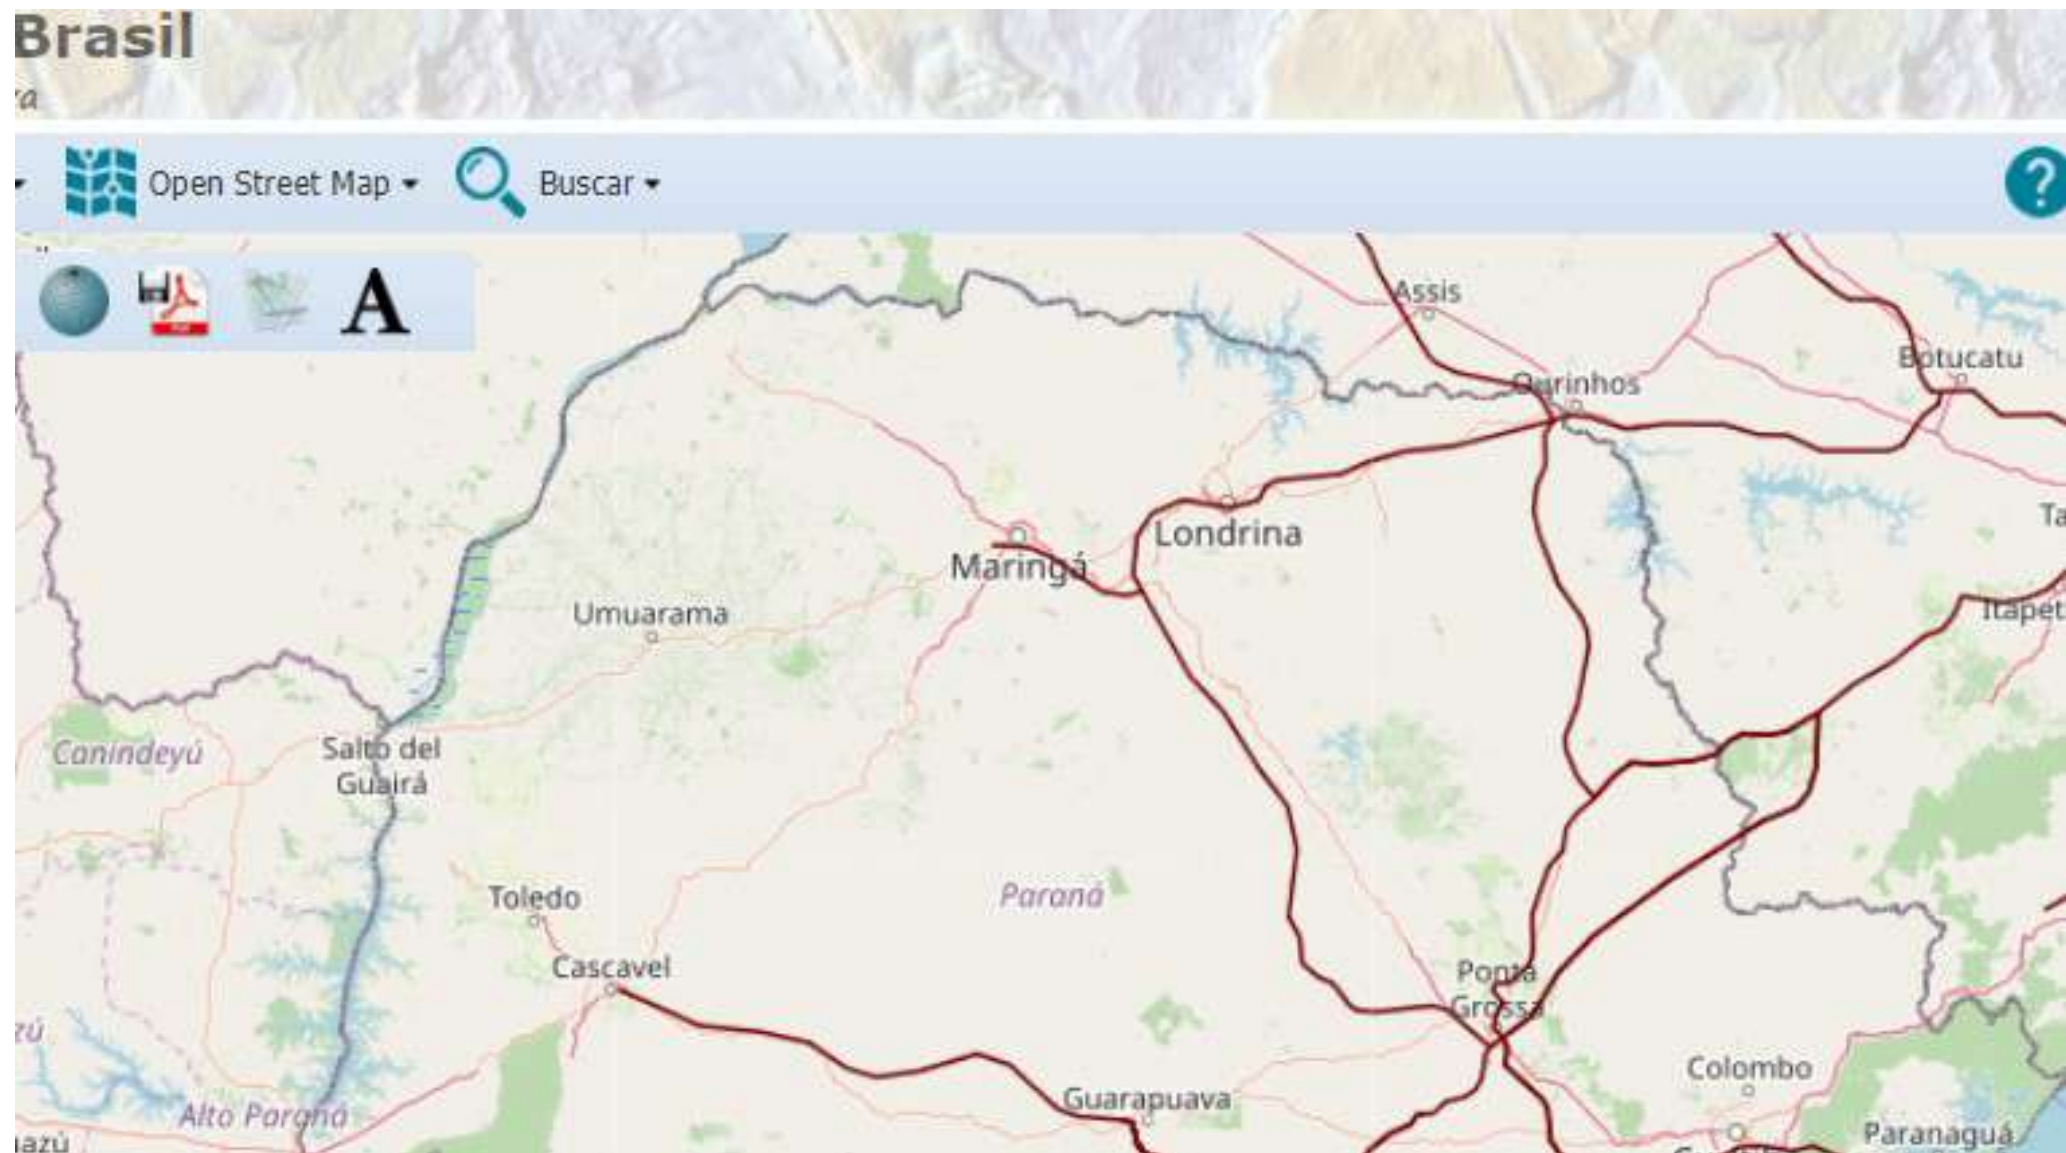 Brasil
Open Street Map
Buscar
?
A
Assis
Botucatu
Ourinhos
Londrina
Maringá
Umuarama
Canindeyú
Salto del
Guairá
Paraná
Toledo
Cascavel
Ponta
Grossa
Colombo
Guarapuava
Alto Paraná
Paranaguá